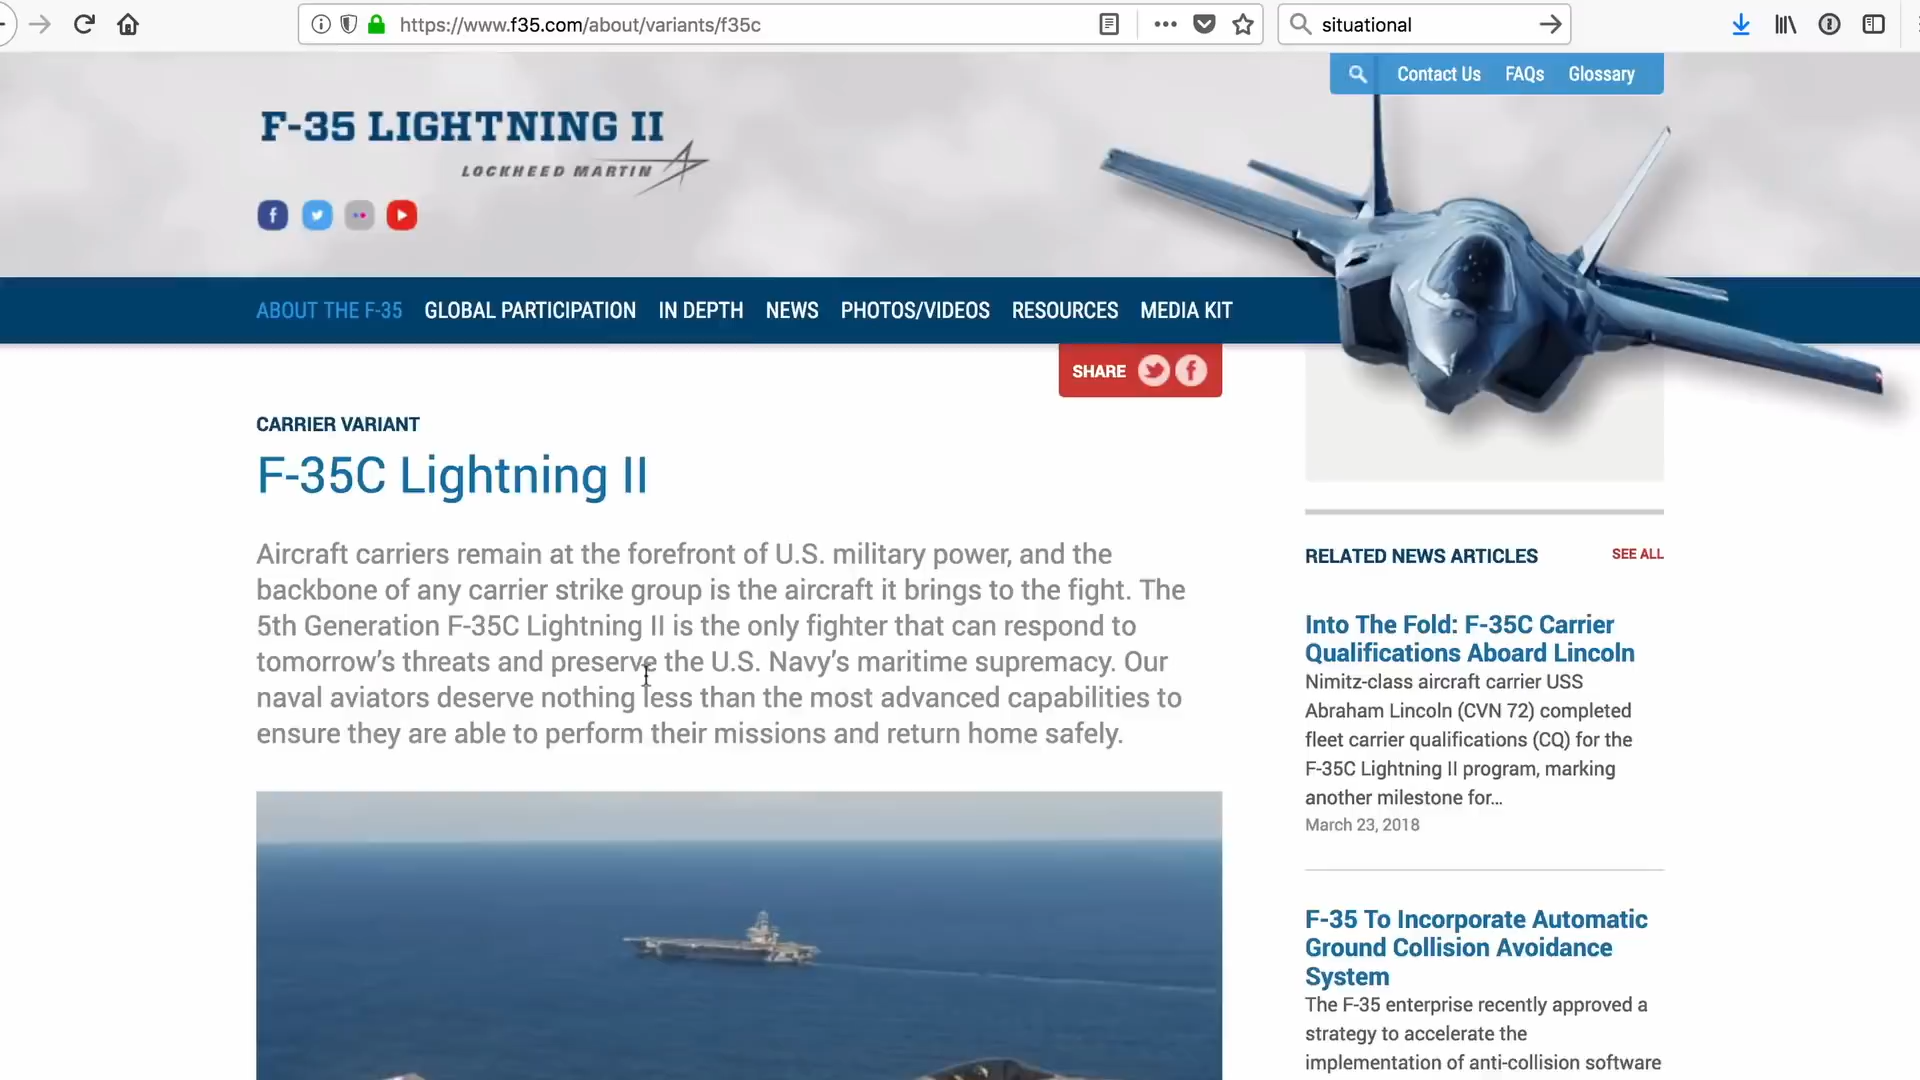 https://www.f35.com/about/variants/f35c
situational
Contact Us FAQs Glossary
F-35 LIGHTNING II
LOCKHEED MARTIN
ABOUT THE F-35 GLOBAL PARTICIPATION IN DEPTH NEWS PHOTOS/VIDEOS RESOURCES MEDIA KIT
SHARE
CARRIER VARIANT
F-35C Lightning II
Aircraft carriers remain at the forefront of U.S. military power, and the
backbone of any carrier strike group is the aircraft it brings to the fight. The
5th Generation F-35C Lightning II is the only fighter that can respond to
tomorrow’s threats and preserve the U.S. Navy’s maritime supremacy. Our
naval aviators deserve nothing less than the most advanced capabilities to
ensure they are able to perform their missions and return home safely.
RELATED NEWS ARTICLES SEE ALL
Into The Fold: F-35C Carrier
Qualifications Aboard Lincoln
Nimitz-class aircraft carrier USS
Abraham Lincoln (CVN 72) completed
fleet carrier qualifications (CQ) for the
F-35C Lightning II program, marking
another milestone for...
March 23, 2018
F-35 To Incorporate Automatic
Ground Collision Avoidance
System
The F-35 enterprise recently approved a
strategy to accelerate the
implementation of anti-collision software